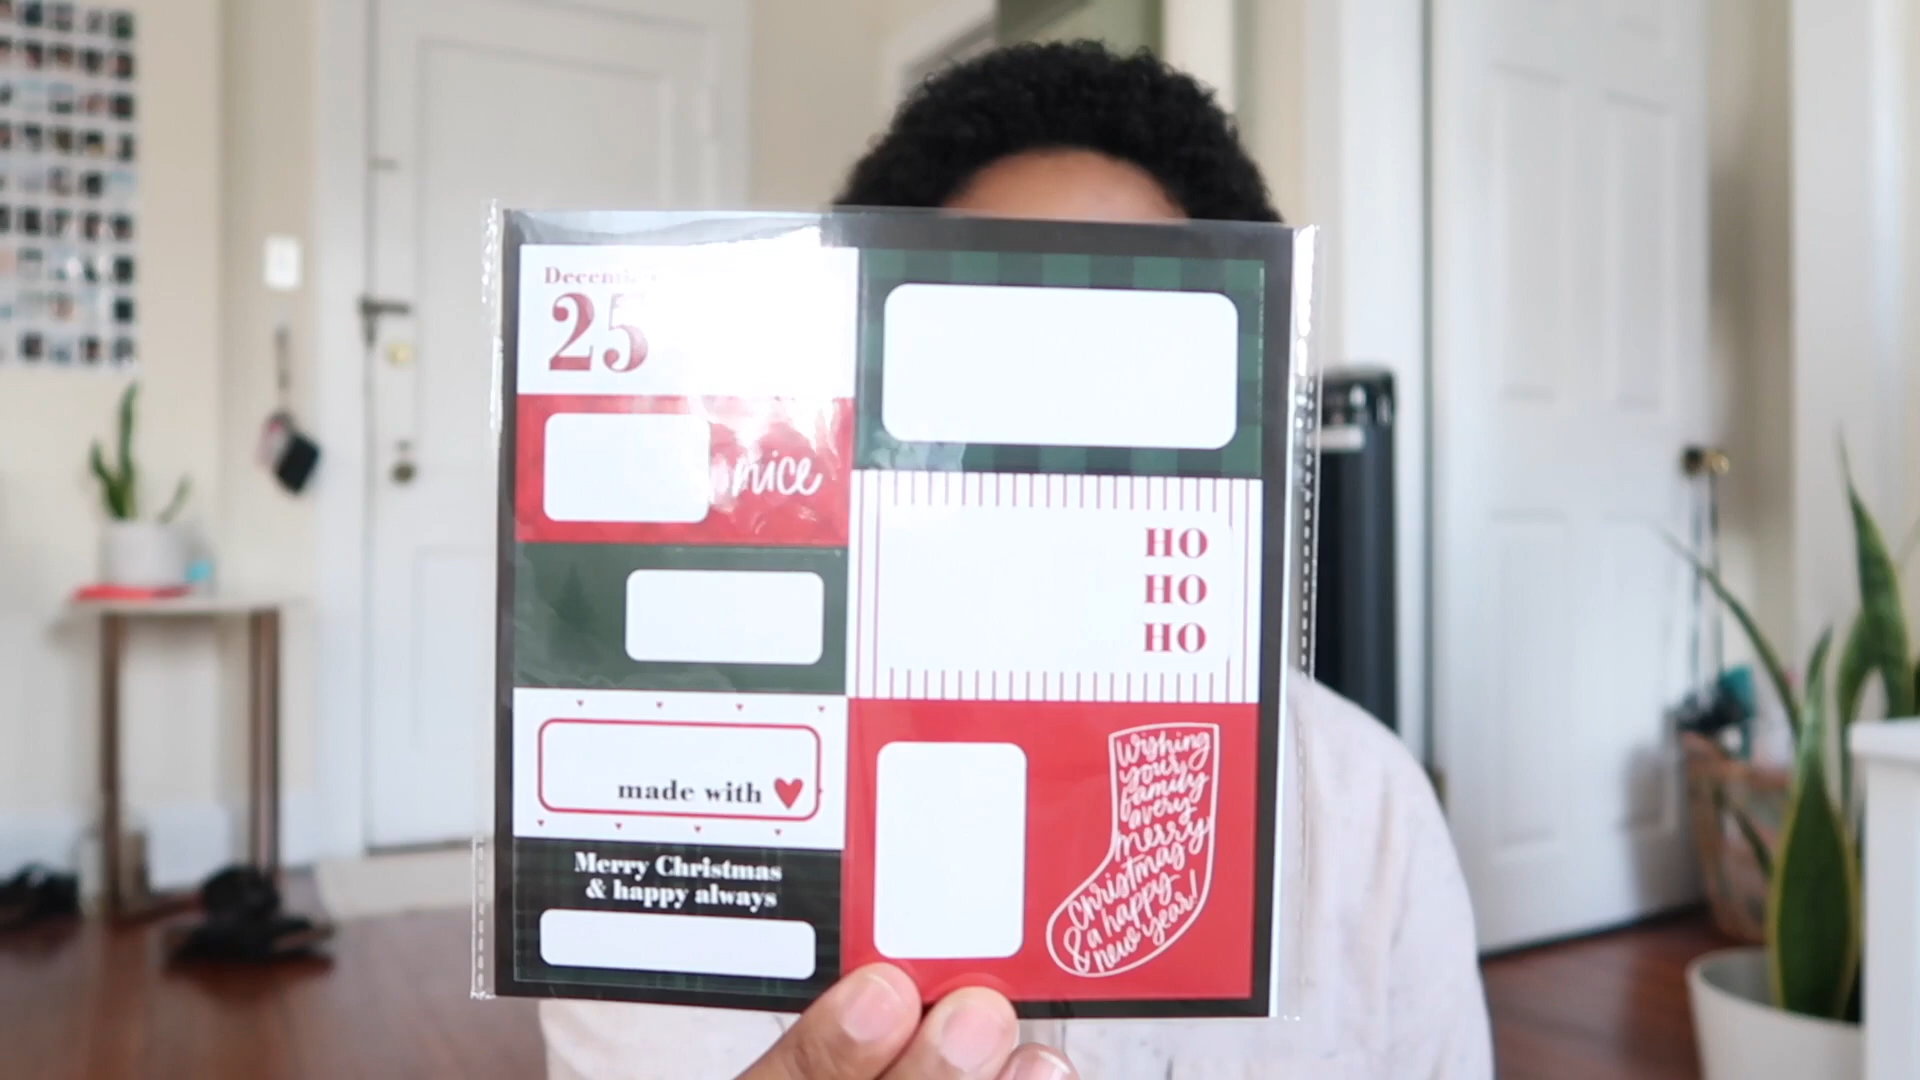 25
nice
made with
Merry Christmas
& happy always
HO
HO
HO
Wishing
your
family
a very
merry
Christmas
& a happy
new year!